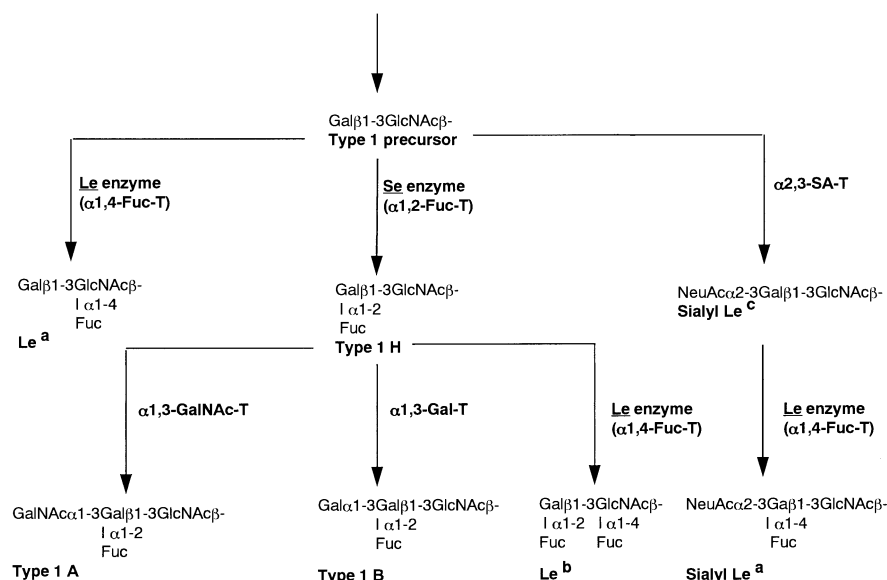 Galβ1-3GlcNAcβ-
Type 1 precursor
Le enzyme
(α1,4-Fuc-T)
Se enzyme
(α1,2-Fuc-T)
α2,3-SA-T
Galβ1-3GlcNAcβ-
I α1-4
Fuc
Le a
Galβ1-3GlcNAcβ-
I α1-2
Fuc
Type 1 H
NeuAcα2-3Galβ1-3GlcNAcβ-
Sialyl Le c
α1,3-GalNAc-T
α1,3-Gal-T
Le enzyme
(α1,4-Fuc-T)
Le enzyme
(α1,4-Fuc-T)
GalNAcα1-3Galβ1-3GlcNAcβ-
I α1-2
Fuc
Type 1 A
Galα1-3Galβ1-3GlcNAcβ-
I α1-2
Fuc
Type 1 B
Galβ1-3GlcNAcβ-
I α1-2 I α1-4
Fuc Fuc
Le b
NeuAcα2-3Gaβ1-3GlcNAcβ-
I α1-4
Fuc
Sialyl Le a